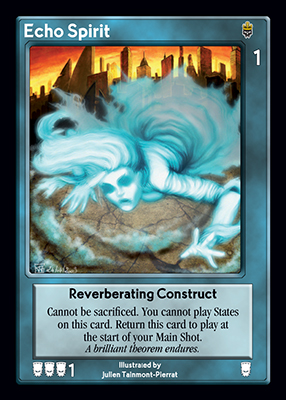 Echo Spirit
1
Reverberating Construct
Cannot be sacrificed. You cannot play States
on this card. Return this card to play at
the start of your Main Shot.
A brilliant theorem endures.
1
Illustrated by
Julien Tainmont-Pierrat